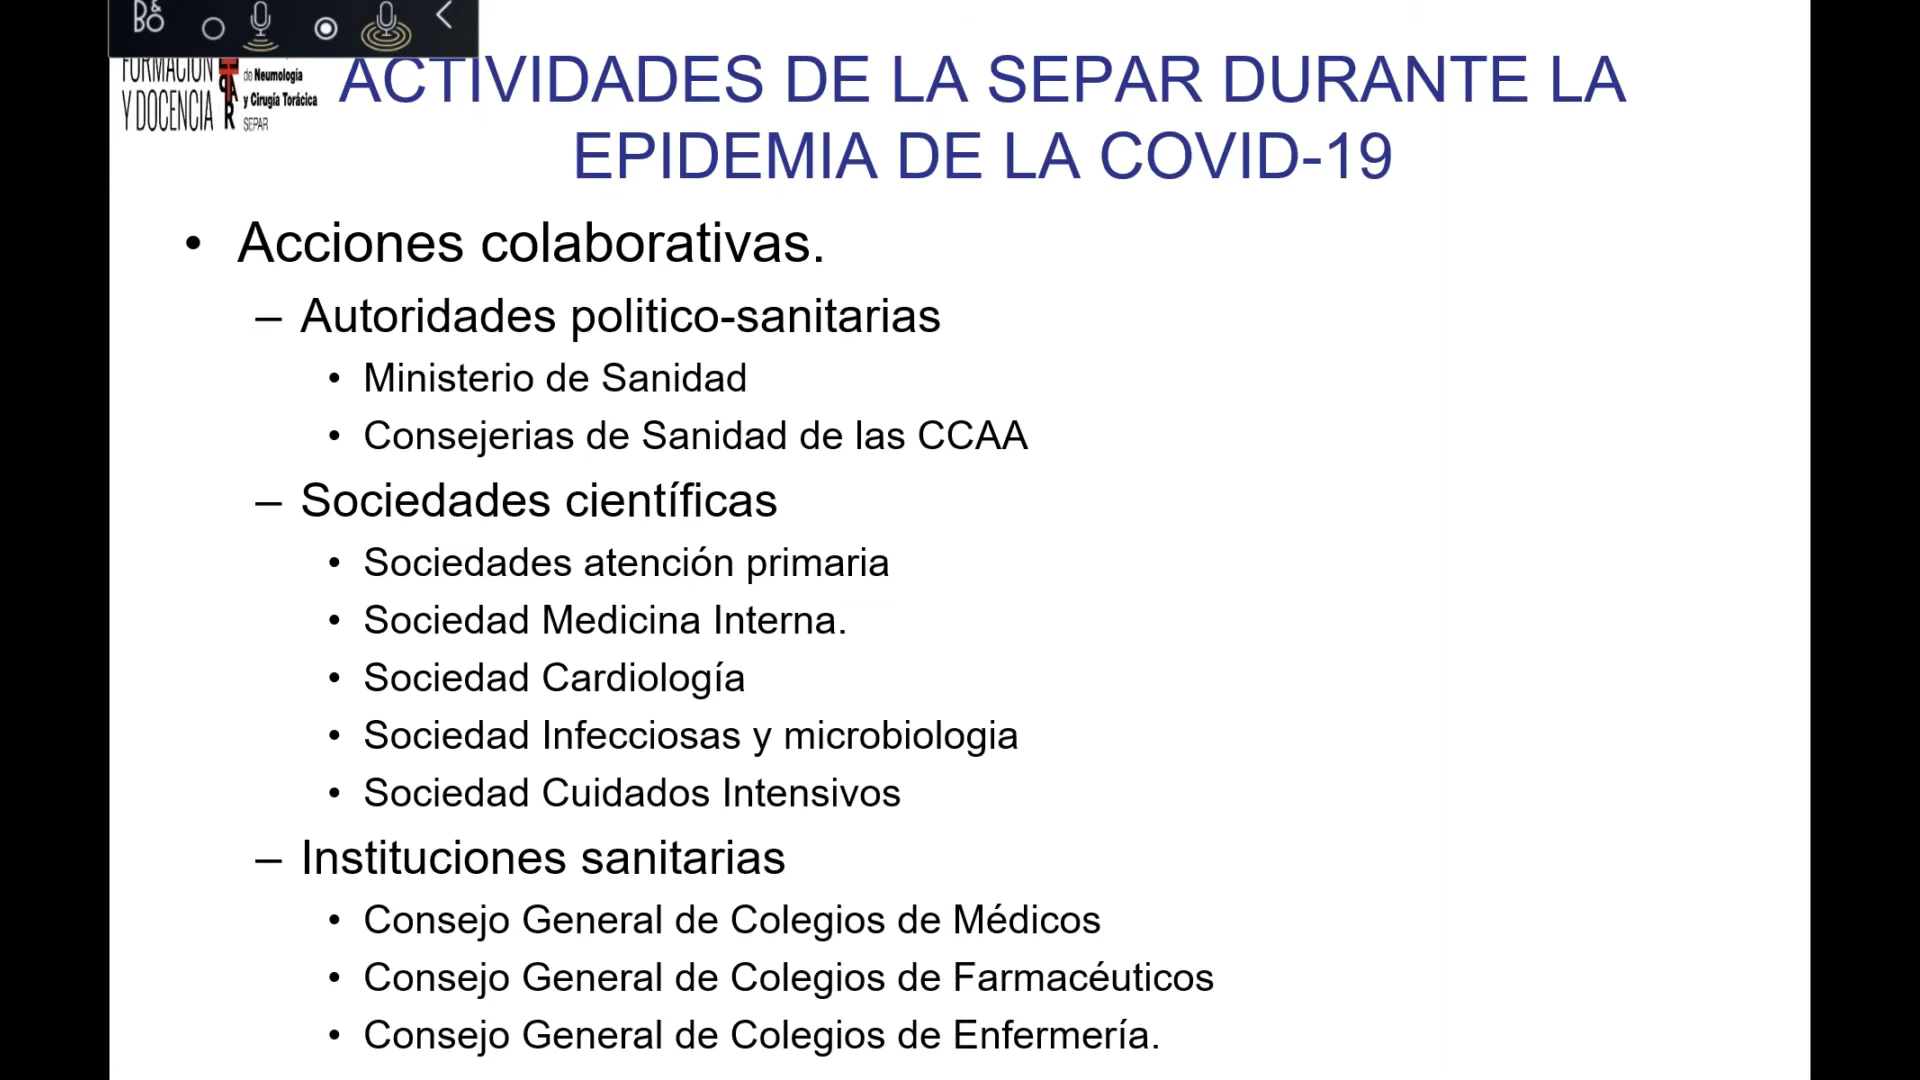 B&O
FORMACIÓN
Y DOCENCIA
de Neumología
y Cirugía Torácica
SEPAR
ACTIVIDADES DE LA SEPAR DURANTE LA
EPIDEMIA DE LA COVID-19
• Acciones colaborativas.
– Autoridades politico-sanitarias
• Ministerio de Sanidad
• Consejerias de Sanidad de las CCAA
– Sociedades científicas
• Sociedades atención primaria
• Sociedad Medicina Interna.
• Sociedad Cardiología
• Sociedad Infecciosas y microbiologia
• Sociedad Cuidados Intensivos
– Instituciones sanitarias
• Consejo General de Colegios de Médicos
• Consejo General de Colegios de Farmacéuticos
• Consejo General de Colegios de Enfermería.